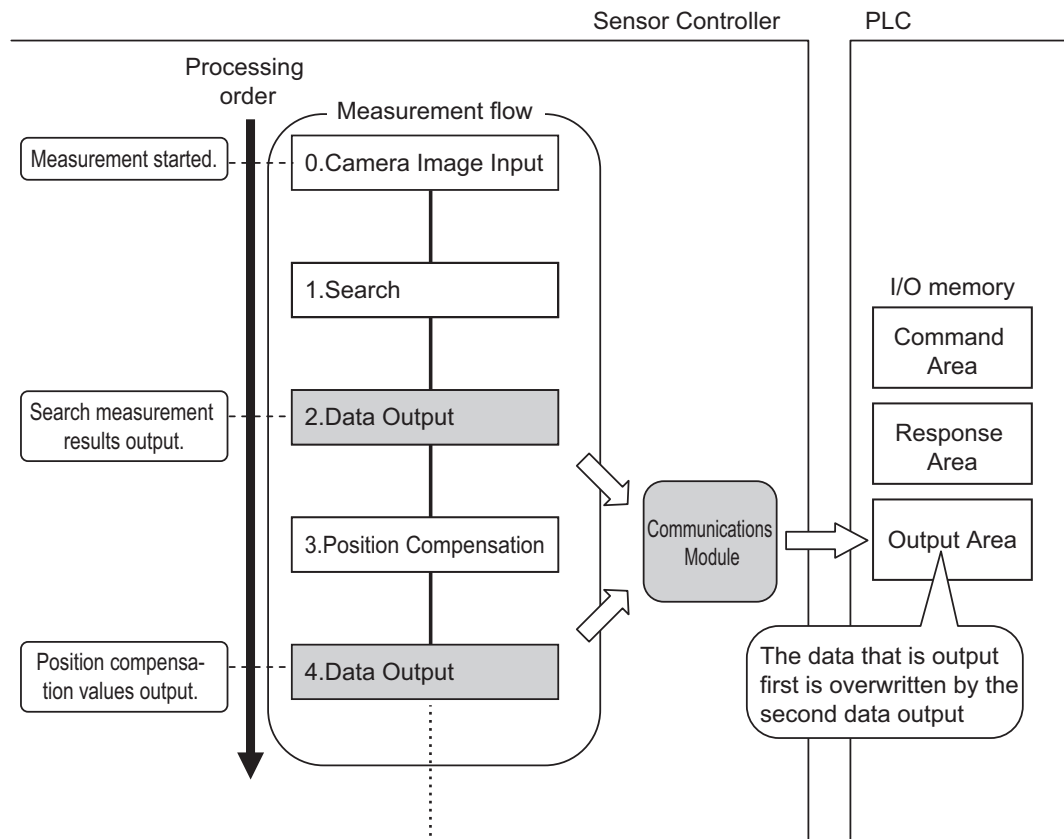 Sensor Controller
PLC
Processing
order
Measurement flow
Measurement started.
0.Camera Image Input
1.Search
I/O memory
Command
Area
Search measurement
results output.
2.Data Output
Response
Area
Communications
Module
3.Position Compensation
Output Area
Position compensa-
tion values output.
4.Data Output
The data that is output
first is overwritten by the
second data output